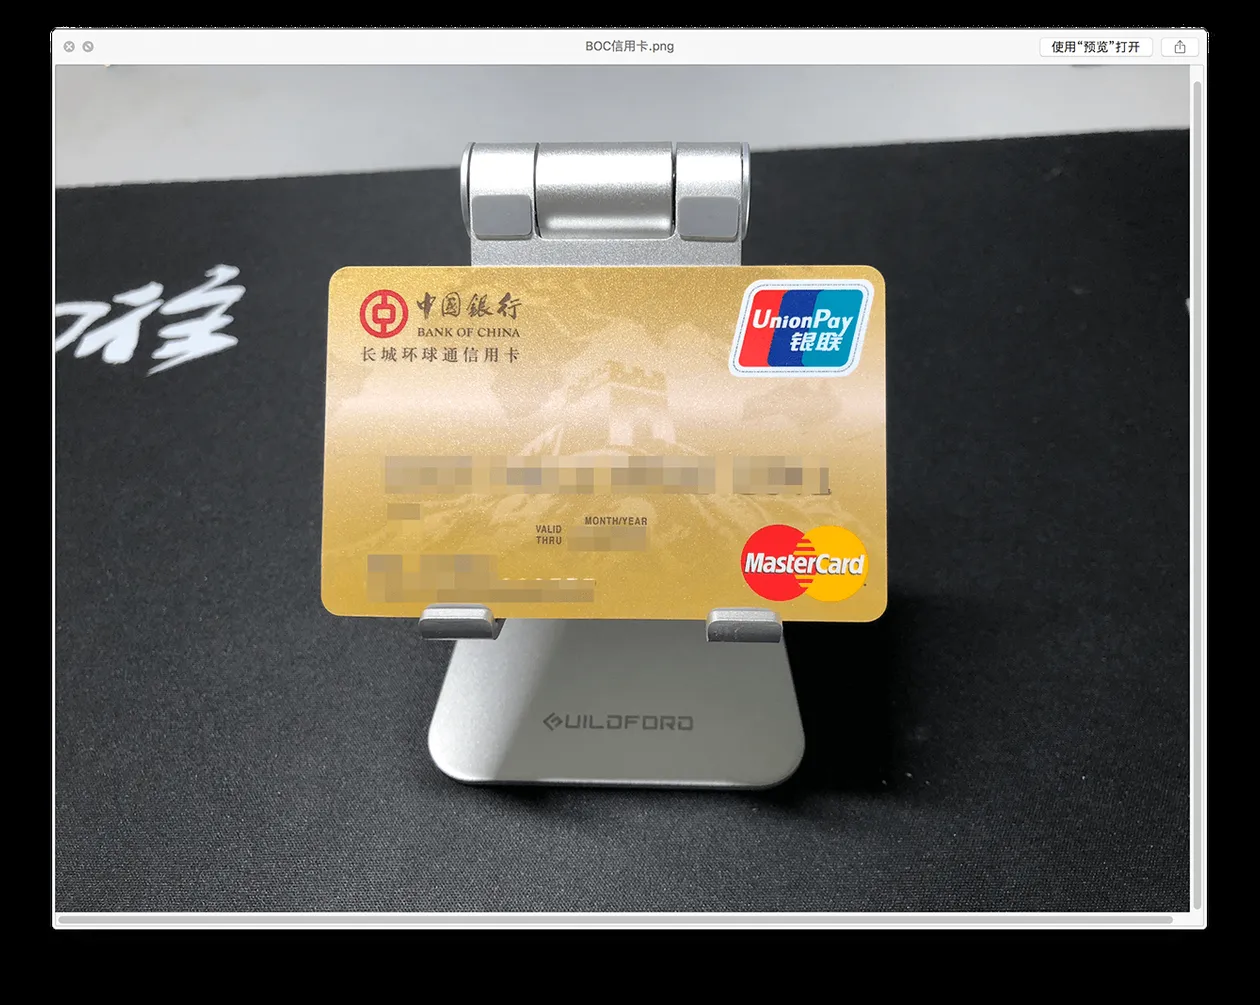 BOC信用卡.png
使用“预览”打开
中国銀行
BANK OF CHINA
长城环球通信用卡
UnionPay
银联
MONTH/YEAR
VALID
THRU
MasterCard
GUILDFORD